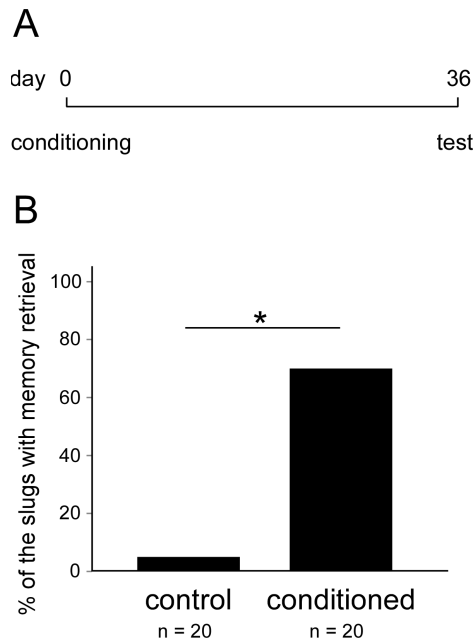 A
day 0 36
conditioning test
B
% of the slugs with memory retrieval
100
80
60
40
20
0
*
control conditioned
n = 20 n = 20